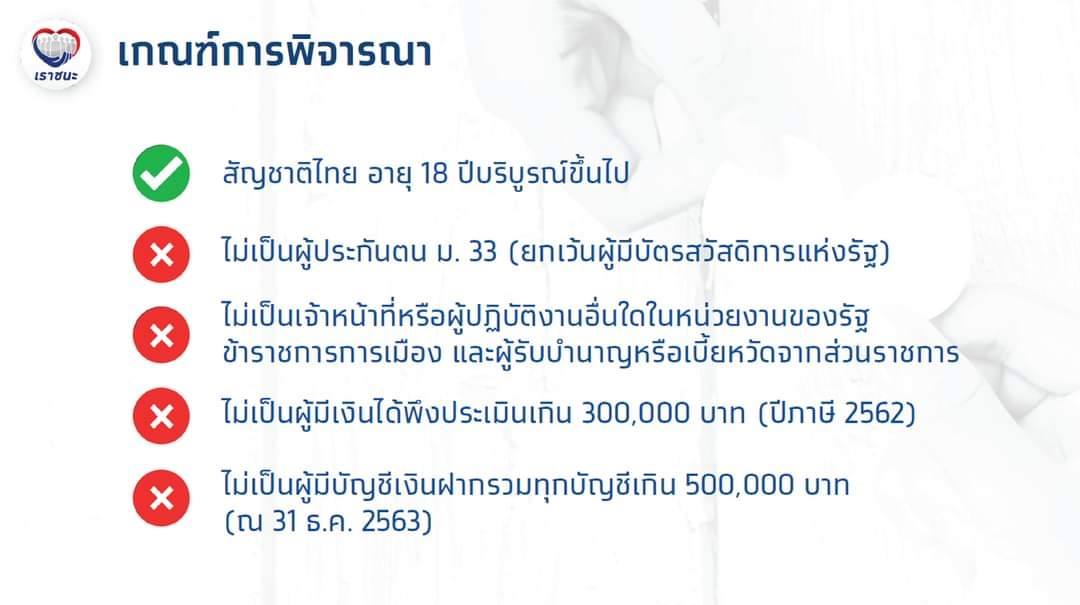 เราชนะ
เกณฑ์การพิจารณา
สัญชาติไทย อายุ 18 ปีบริบูรณ์ขึ้นไป
ไม่เป็นผู้ประกันตน ม. 33 (ยกเว้นผู้มีบัตรสวัสดิการแห่งรัฐ)
ไม่เป็นเจ้าหน้าที่หรือผู้ปฏิบัติงานอื่นใดในหน่วยงานของรัฐ
ข้าราชการการเมือง และผู้รับบำนาญหรือเบี้ยหวัดจากส่วนราชการ
ไม่เป็นผู้มีเงินได้พึงประเมินเกิน 300,000 บาท (ปีภาษี 2562)
ไม่เป็นผู้มีบัญชีเงินฝากรวมทุกบัญชีเกิน 500,000 บาท
(ณ 31 ธ.ค. 2563)